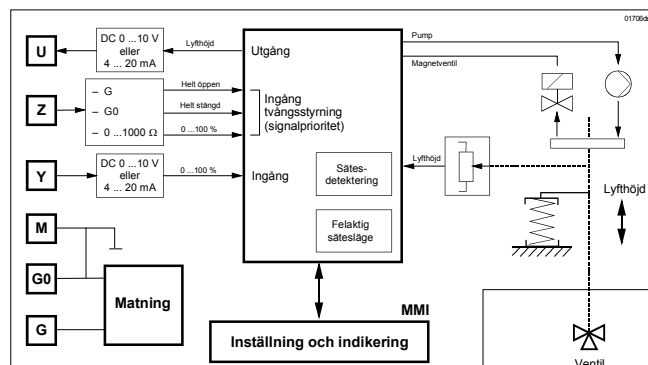 01706d
U
DC 0 ...10 V
eller
4 ... 20 mA
Lyfthöjd
Utgång
Pump
Magnetventil
Z
– G
– G0
– 0 ...1000 Ω
Helt öppen
Helt stängd
0 ...100 %
Ingång
tvångsstyrning
(signalprioritet)
Y
DC 0 ...10 V
eller
4 ... 20 mA
0 ...100 %
Ingång
Sätes-
detektering
Felaktig
sätesläge
Lyfthöjd
Lyfthöjd
M
G0
G
Matning
MMI
Inställning och indikering
Ventil